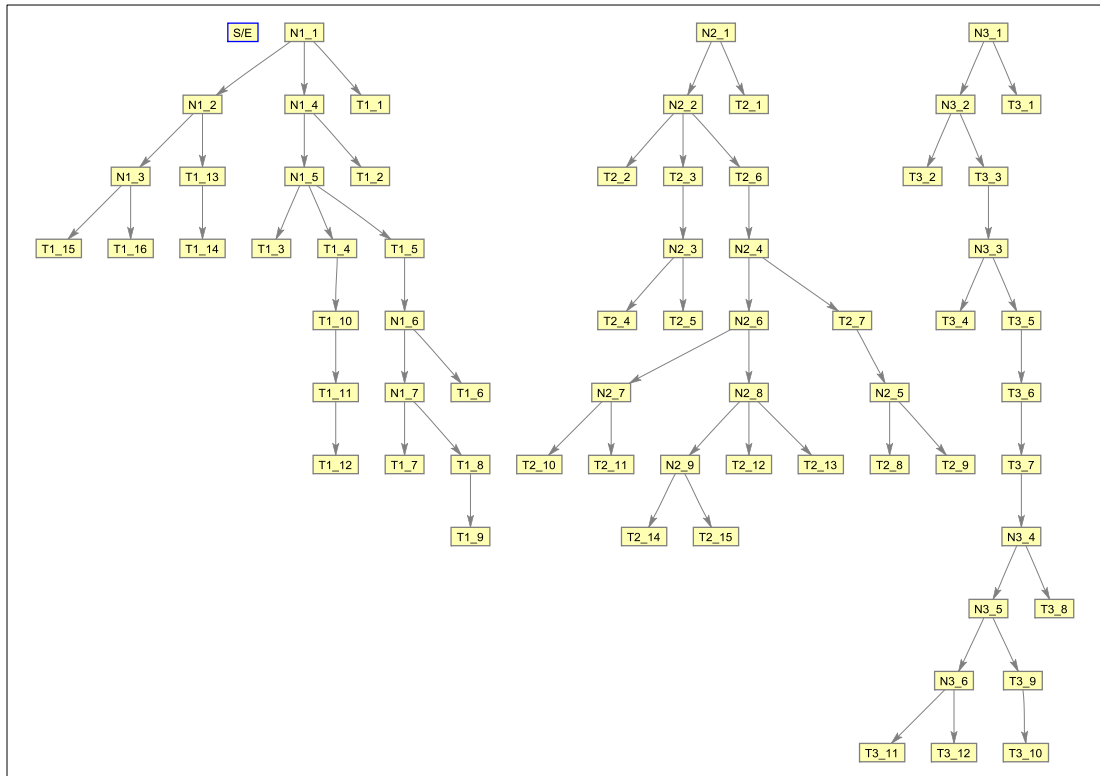 S/E N1_1 N2_1 N3_1
N1_2 N1_4 T1_1 N2_2 T2_1 N3_2 T3_1
N1_3 T1_13 N1_5 T1_2 T2_2 T2_3 T2_6 T3_2 T3_3
T1_15 T1_16 T1_14 T1_3 T1_4 T1_5 N2_3 N2_4 N3_3
T1_10 N1_6 T2_4 T2_5 N2_6 T2_7 T3_4 T3_5
T1_11 N1_7 T1_6 N2_7 N2_8 N2_5 T3_6
T1_12 T1_7 T1_8 T2_10 T2_11 N2_9 T2_12 T2_13 T2_8 T2_9 T3_7
T1_9 T2_14 T2_15 N3_4
N3_5 T3_8
N3_6 T3_9
T3_11 T3_12 T3_10